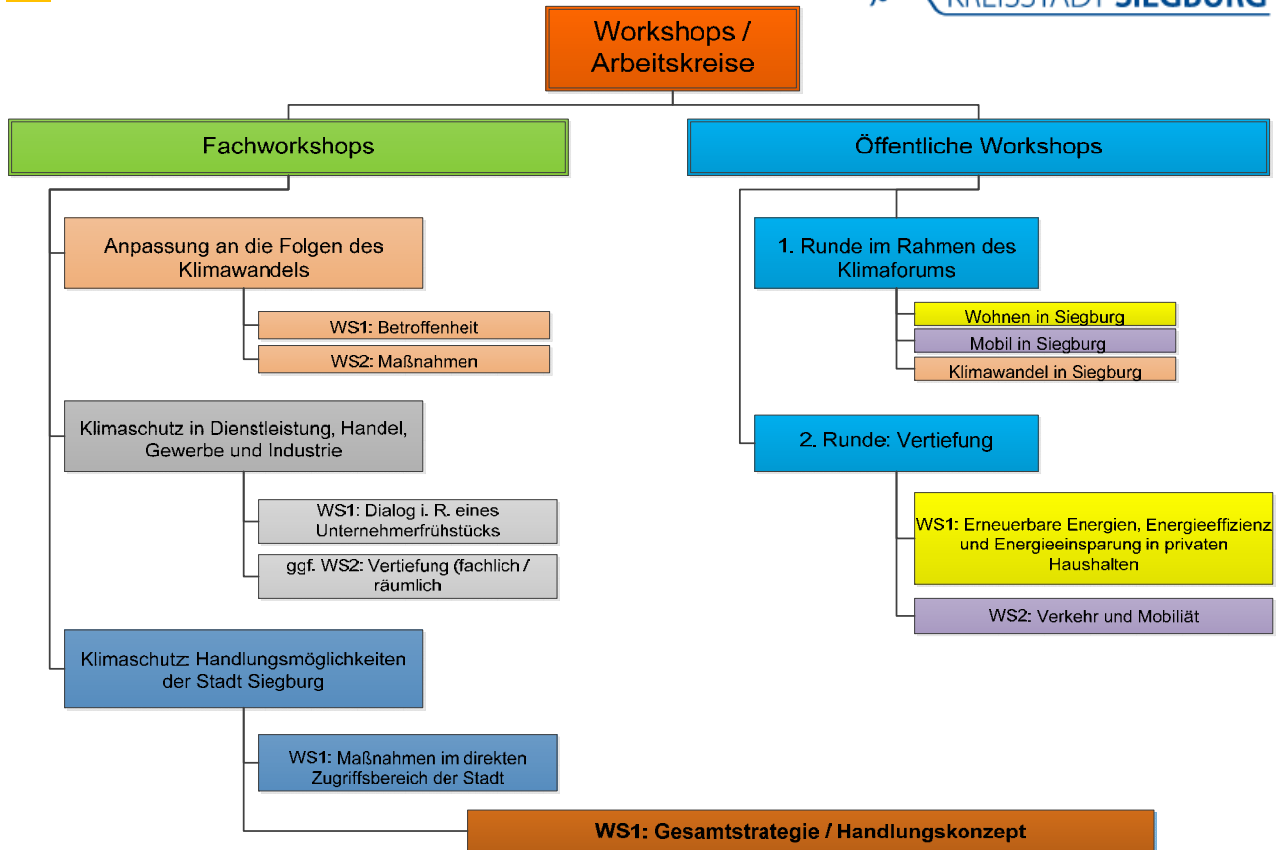 KREISSTADT SIEGBURG
Workshops /
Arbeitskreise
Fachworkshops
Öffentliche Workshops
Anpassung an die Folgen des
Klimawandels
WS1: Betroffenheit
WS2: Maßnahmen
Klimaschutz in Dienstleistung, Handel,
Gewerbe und Industrie
WS1: Dialog i. R. eines
Unternehmerfrühstücks
ggf. WS2: Vertiefung (fachlich /
räumlich
Klimaschutz: Handlungsmöglichkeiten
der Stadt Siegburg
WS1: Maßnahmen im direkten
Zugriffsbereich der Stadt
WS1: Gesamtstrategie / Handlungskonzept
1. Runde im Rahmen des
Klimaforums
Wohnen in Siegburg
Mobil in Siegburg
Klimawandel in Siegburg
2. Runde: Vertiefung
WS1: Erneuerbare Energien, Energieeffizienz
und Energieeinsparung in privaten
Haushalten
WS2: Verkehr und Mobiliät